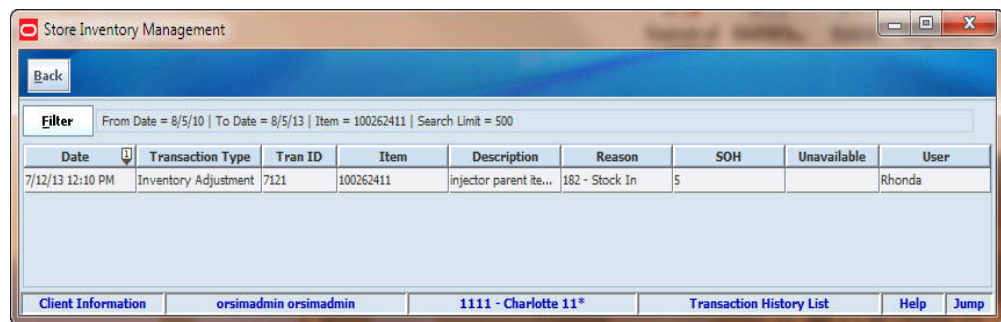 Store Inventory Management
Back
Filter From Date = 8/5/10 | To Date = 8/5/13 | Item = 100262411 | Search Limit = 500
Date 1 Transaction Type Tran ID Item Description Reason SOH Unavailable User
7/12/13 12:10 PM Inventory Adjustment 7121 100262411 injector parent ite... 182 - Stock In 5 Rhonda
Client Information orsimadmin orsimadmin 1111 - Charlotte 11* Transaction History List Help Jump